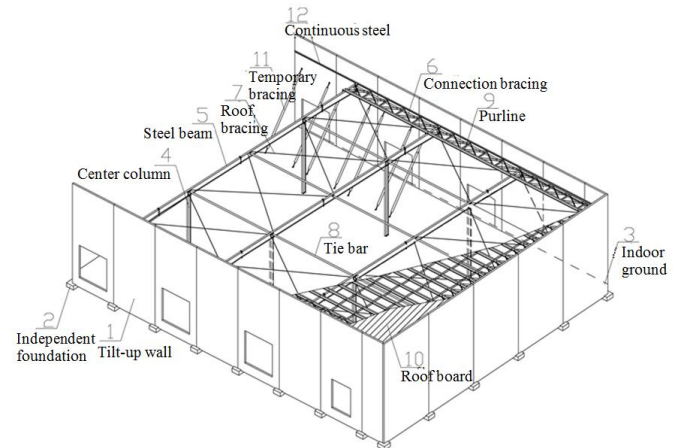 12
Continuous steel
11
Temporary
bracing
6
Connection bracing
7
Roof
bracing
9
Purline
5
Steel beam
4
Center column
8
Tie bar
3
Indoor
ground
2
Independent
foundation
1
Tilt-up wall
10
Roof board